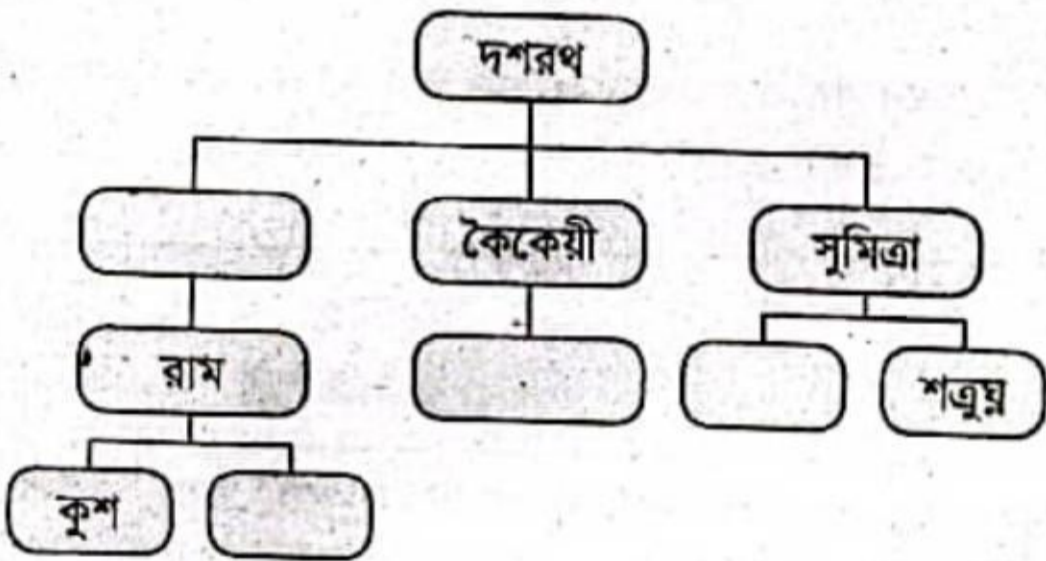 দশরথ
কৈকেয়ী
সুমিত্রা
রাম
শত্রুঘ্ন
কুশ